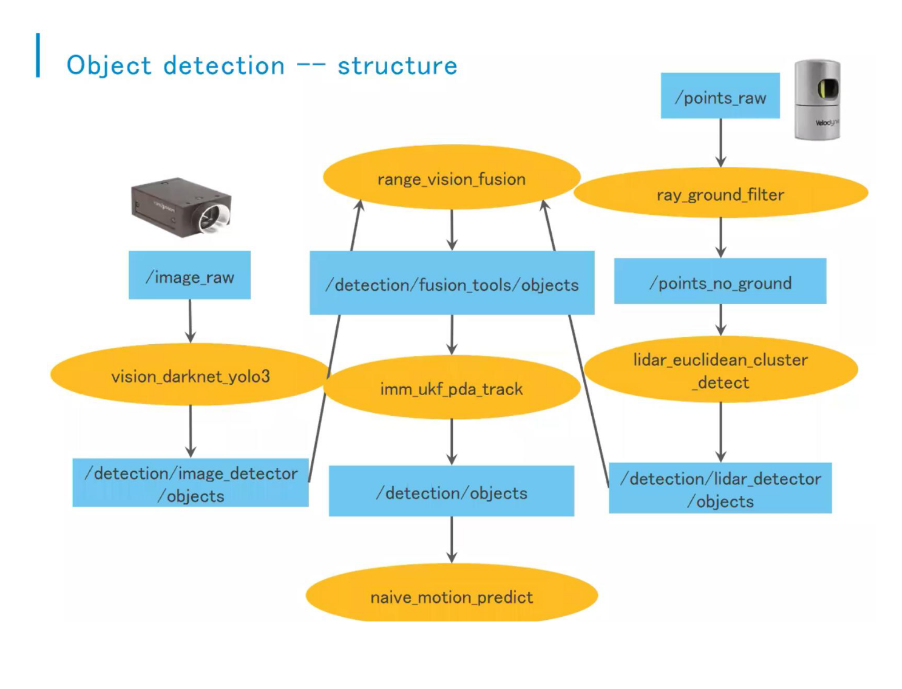 Object detection -- structure
/points_raw
Velodyne
range_vision_fusion
ray_ground_filter
/image_raw
/detection/fusion_tools/objects
/points_no_ground
vision_darknet_yolo3
imm_ukf_pda_track
lidar_euclidean_cluster
_detect
/detection/image_detector
/objects
/detection/objects
/detection/lidar_detector
/objects
naive_motion_predict